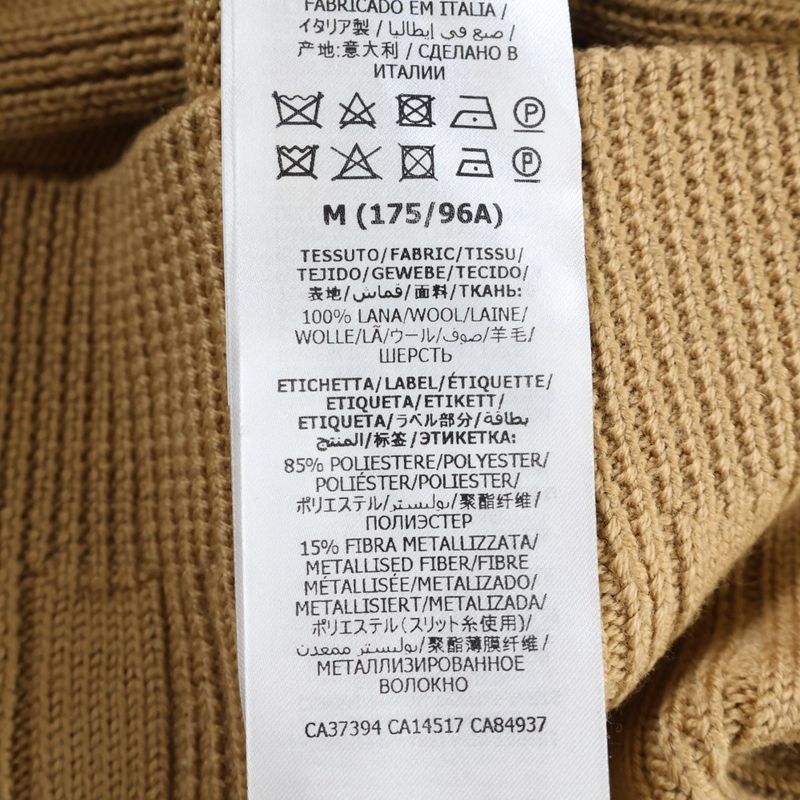 FABRICADO EM ITALIA /
イタリア製 / صنع في إيطاليا /
产地:意大利 / СДЕЛАНО В
ИТАЛИИ
P
P
M (175/96A)
TESSUTO/FABRIC/TISSU/
TEJIDO/GEWEBE/TECIDO/
表地/قماش/面料/ТКАНЬ:
100% LANA/WOOL/LAINE/
WOLLE/LÃ/ウール/صوف/羊毛/
ШЕРСТЬ
ETICHETTA/LABEL/ÉTIQUETTE/
ETIQUETA/ETIKETT/
ETIQUETA/ラベル部分/بطاقة
المنتج/标签/ЭТИКЕТКА:
85% POLIESTERE/POLYESTER/
POLIÉSTER/POLYESTER/
ポリエステル/بوليستر/聚酯纤维/
ПОЛИЭСТЕР
15% FIBRA METALLIZZATA/
METALLISED FIBER/FIBRE
MÉTALLISÉE/METALIZADO/
METALLISIERT/METALIZADA/
ポリエステル(スリット糸使用)/
بوليستر ممعدن/聚酯薄膜纤维/
МЕТАЛЛИЗИРОВАННОЕ
ВОЛОКНО
CA37394 CA14517 CA84937